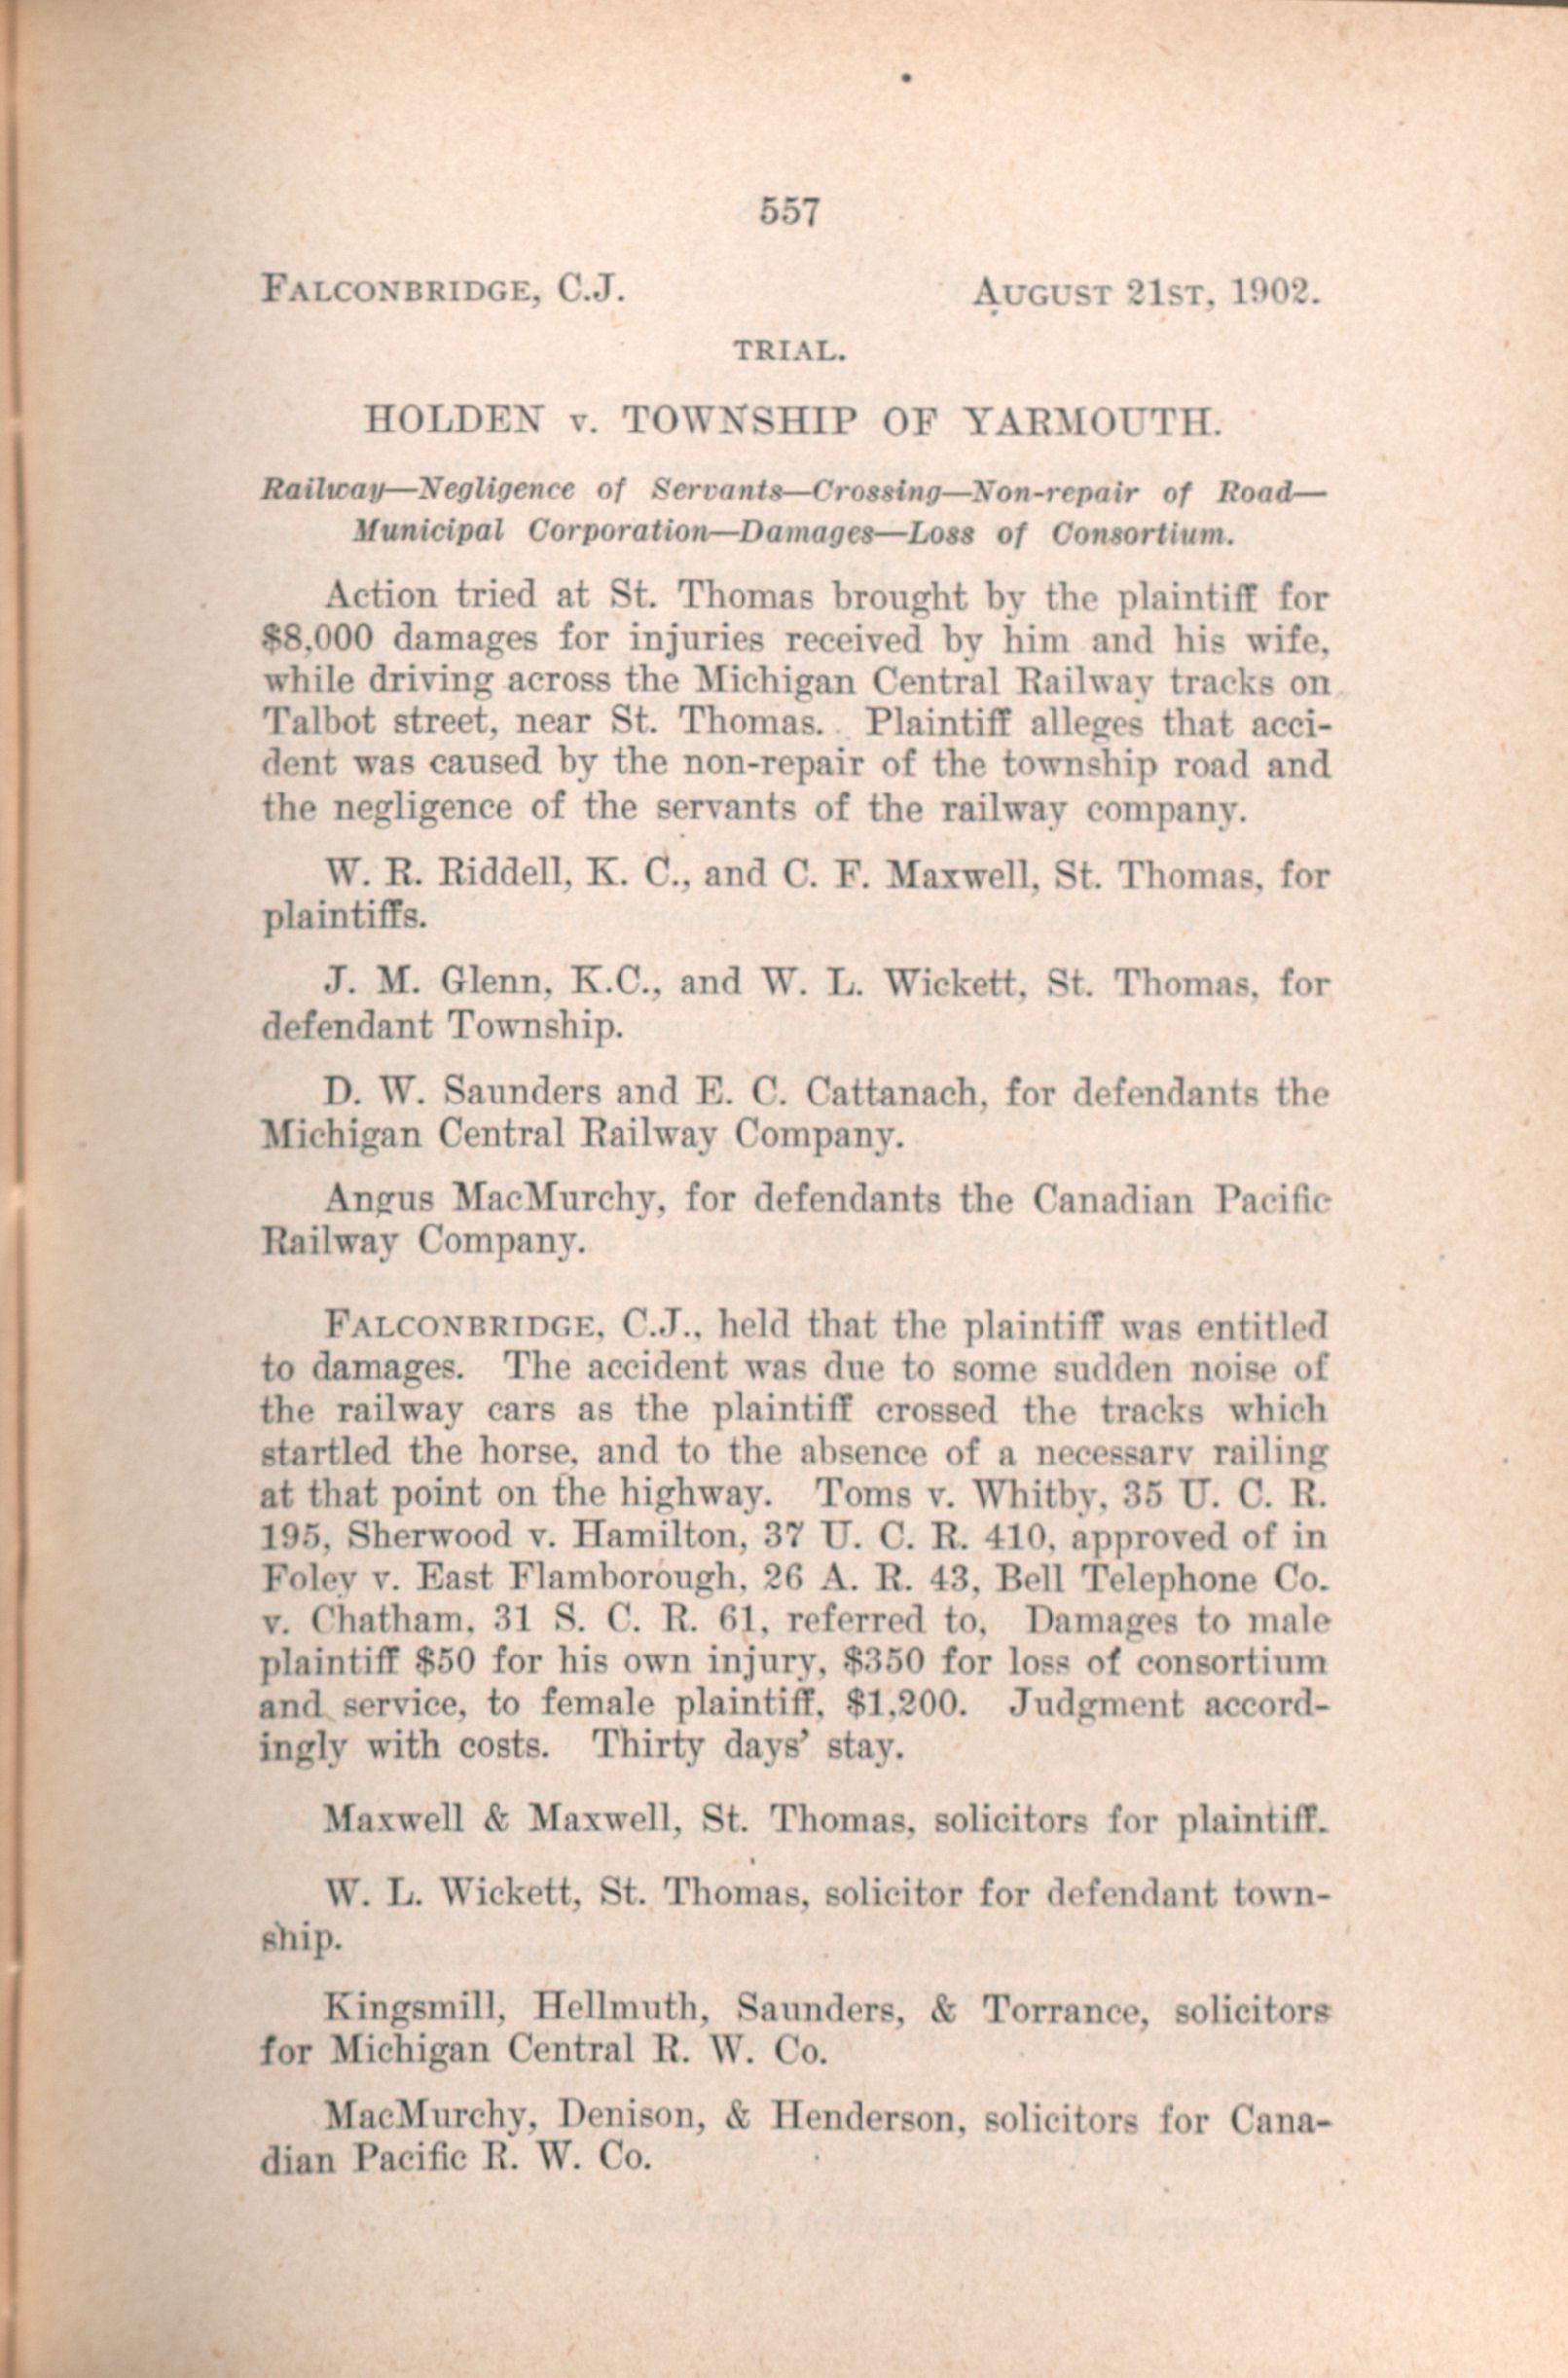 557
FALCONBRIDGE, C.J. AUGUST 21ST, 1902.
TRIAL.
HOLDEN v. TOWNSHIP OF YARMOUTH.
Railway—Negligence of Servants—Crossing—Non-repair of Road—
Municipal Corporation—Damages—Loss of Consortium.
Action tried at St. Thomas brought by the plaintiff for
$8,000 damages for injuries received by him and his wife,
while driving across the Michigan Central Railway tracks on
Talbot street, near St. Thomas. Plaintiff alleges that acci-
dent was caused by the non-repair of the township road and
the negligence of the servants of the railway company.
W. R. Riddell, K. C., and C. F. Maxwell, St. Thomas, for
plaintiffs.
J. M. Glenn, K.C., and W. L. Wickett, St. Thomas, for
defendant Township.
D. W. Saunders and E. C. Cattanach, for defendants the
Michigan Central Railway Company.
Angus MacMurchy, for defendants the Canadian Pacific
Railway Company.
FALCONBRIDGE, C.J., held that the plaintiff was entitled
to damages. The accident was due to some sudden noise of
the railway cars as the plaintiff crossed the tracks which
startled the horse, and to the absence of a necessary railing
at that point on the highway. Toms v. Whitby, 35 U. C. R.
195, Sherwood v. Hamilton, 37 U. C. R. 410, approved of in
Foley v. East Flamborough, 26 A. R. 43, Bell Telephone Co.
v. Chatham, 31 S. C. R. 61, referred to, Damages to male
plaintiff $50 for his own injury, $350 for loss of consortium
and service, to female plaintiff, $1,200. Judgment accord-
ingly with costs. Thirty days' stay.
Maxwell & Maxwell, St. Thomas, solicitors for plaintiff.
W. L. Wickett, St. Thomas, solicitor for defendant town-
ship.
Kingsmill, Hellmuth, Saunders, & Torrance, solicitors
for Michigan Central R. W. Co.
MacMurchy, Denison, & Henderson, solicitors for Cana-
dian Pacific R. W. Co.